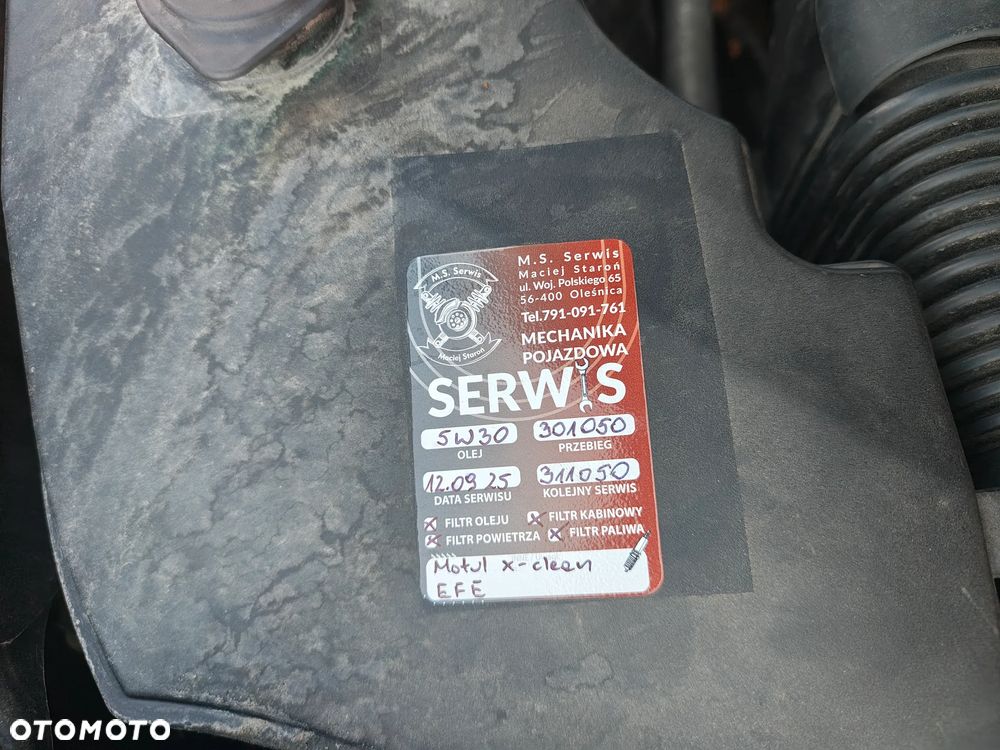 M.S. Serwis
Maciej Staroń
M.S. Serwis
Maciej Staroń
ul. Woj. Polskiego 65
56-400 Oleśnica
Tel.791-091-761
MECHANIKA
POJAZDOWA
SERWIS
5W30 301050
OLEJ PRZEBIEG
12.09 25 311050
DATA SERWISU KOLEJNY SERWIS
x FILTR OLEJU x FILTR KABINOWY
x FILTR POWIETRZA x FILTR PALIWA
Motul x-clean
EFE
OTOMOTO